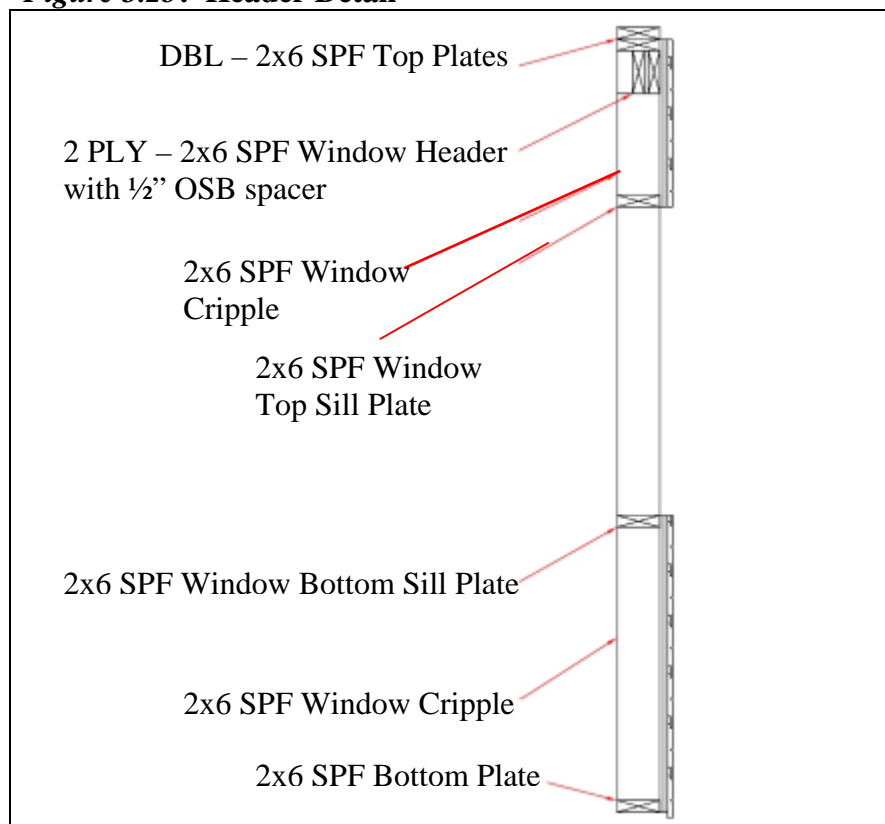 DBL – 2x6 SPF Top Plates
2 PLY – 2x6 SPF Window Header
with ½” OSB spacer
2x6 SPF Window
Cripple
2x6 SPF Window
Top Sill Plate
2x6 SPF Window Bottom Sill Plate
2x6 SPF Window Cripple
2x6 SPF Bottom Plate